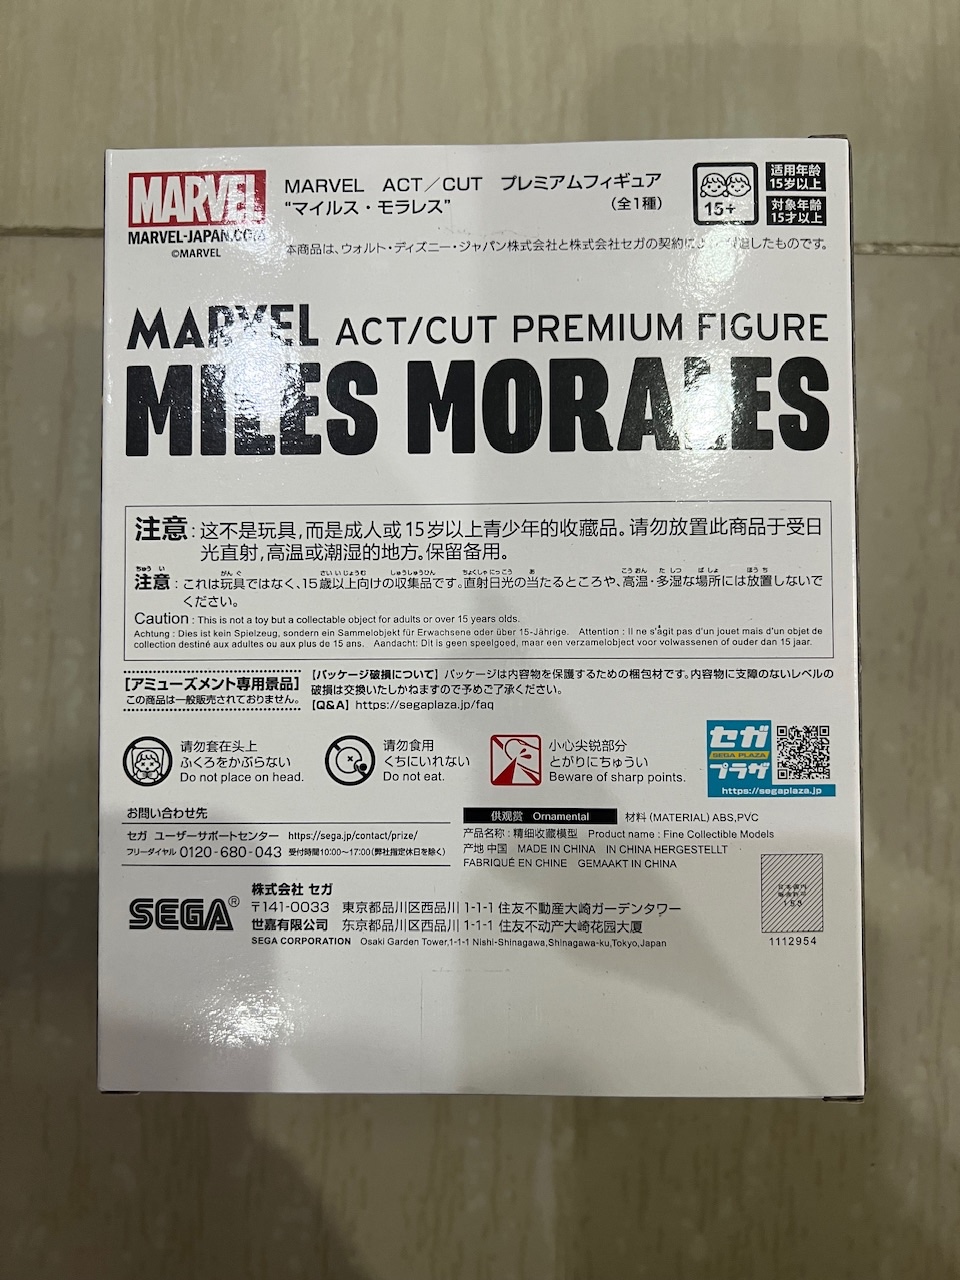 MARVEL
MARVEL-JAPAN.COM
©MARVEL
MARVEL ACT/CUT プレミアムフィギュア
“マイルス・モラレス” (全1種)
15+
适用年龄
15岁以上
対象年齢
15才以上
本商品は、ウォルト・ディズニー・ジャパン株式会社と株式会社セガの契約により したものです。
MARVEL ACT/CUT PREMIUM FIGURE
MILES MORALES
注意:这不是玩具,而是成人或15岁以上青少年的收藏品。请勿放置此商品于受日
光直射,高温或潮湿的地方。保留备用。
注意:これは玩具ではなく、15歳以上向けの収集品です。直射日光の当たるところや、高温・多湿な場所には放置しないで
ください。
Caution : This is not a toy but a collectable object for adults or over 15 years olds.
Achtung : Dies ist kein Spielzeug, sondern ein Sammelobjekt für Erwachsene oder über 15-Jährige. Attention : Il ne s'agit pas d'un jouet mais d'un objet de
collection destiné aux adultes ou aux plus de 15 ans. Aandacht: Dit is geen speelgoed, maar een verzamelobject voor volwassenen of ouder dan 15 jaar.
[アミューズメント専用景品]
この商品は一般販売されておりません。
【パッケージ破損について】パッケージは内容物を保護するための梱包材です。内容物に支障のないレベルの
破損は交換いたしかねますので予めご了承ください。
【Q&A】https://segaplaza.jp/faq
请勿套在头上
ふくろをかぶらない
Do not place on head.
请勿食用
くちにいれない
Do not eat.
小心尖锐部分
とがりにちゅうい
Beware of sharp points.
セガ
SEGA PLAZA
プラザ
https://segaplaza.jp
お問い合わせ先
セガ ユーザーサポートセンター https://sega.jp/contact/prize/
フリーダイヤル 0120-680-043 受付時間10:00~17:00(弊社指定休日を除く)
供观赏 Ornamental 材料(MATERIAL) ABS,PVC
产品名称:精细收藏模型 Product name : Fine Collectible Models
产地 中国 MADE IN CHINA IN CHINA HERGESTELLT
FABRIQUÉ EN CHINE GEMAAKT IN CHINA
SEGA®
株式会社 セガ
〒141-0033 東京都品川区西品川 1-1-1 住友不動産大崎ガーデンタワー
世嘉有限公司 东京都品川区西品川 1-1-1 住友不动产大崎花园大厦
SEGA CORPORATION Osaki Garden Tower,1-1-1 Nishi-Shinagawa,Shinagawa-ku,Tokyo,Japan
日本国内
販売許可
153
1112954